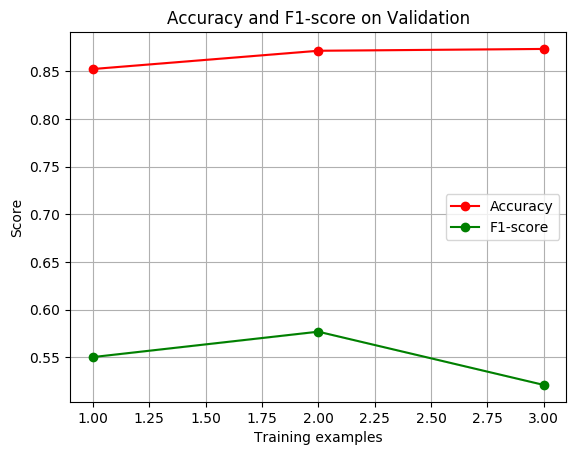 Accuracy and F1-score on Validation
Score
0.85
0.80
0.75
0.70
0.65
0.60
0.55
Accuracy
F1-score
1.00 1.25 1.50 1.75 2.00 2.25 2.50 2.75 3.00
Training examples